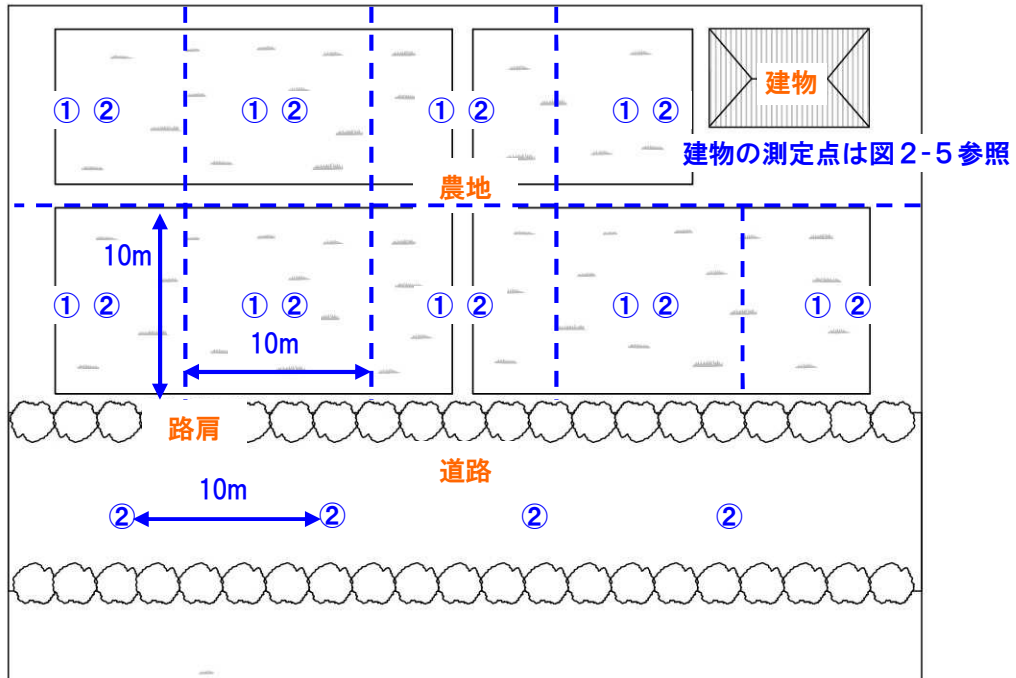 建物
① ② ① ② ① ② ① ②
建物の測定点は図2-5参照
農地
10m
① ② ① ② ① ② ① ② ① ②
10m
路肩
道路
10m
② ② ② ②